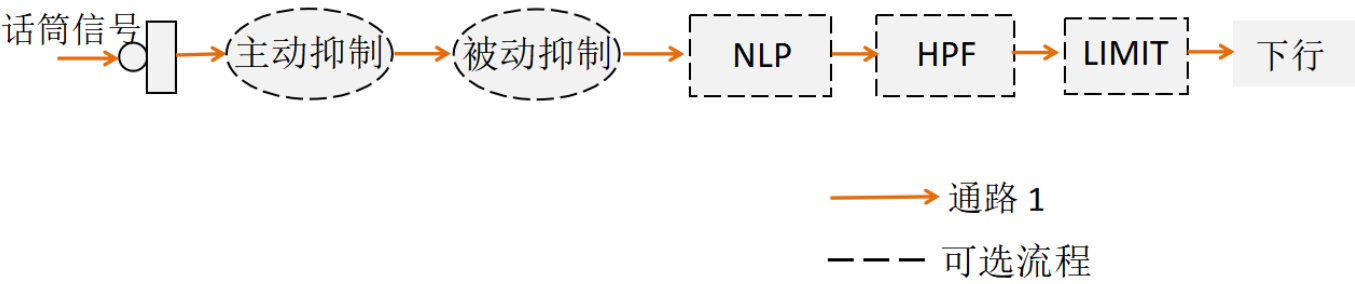 话筒信号
主动抑制
被动抑制
NLP
HPF
LIMIT
下行
通路 1
可选流程